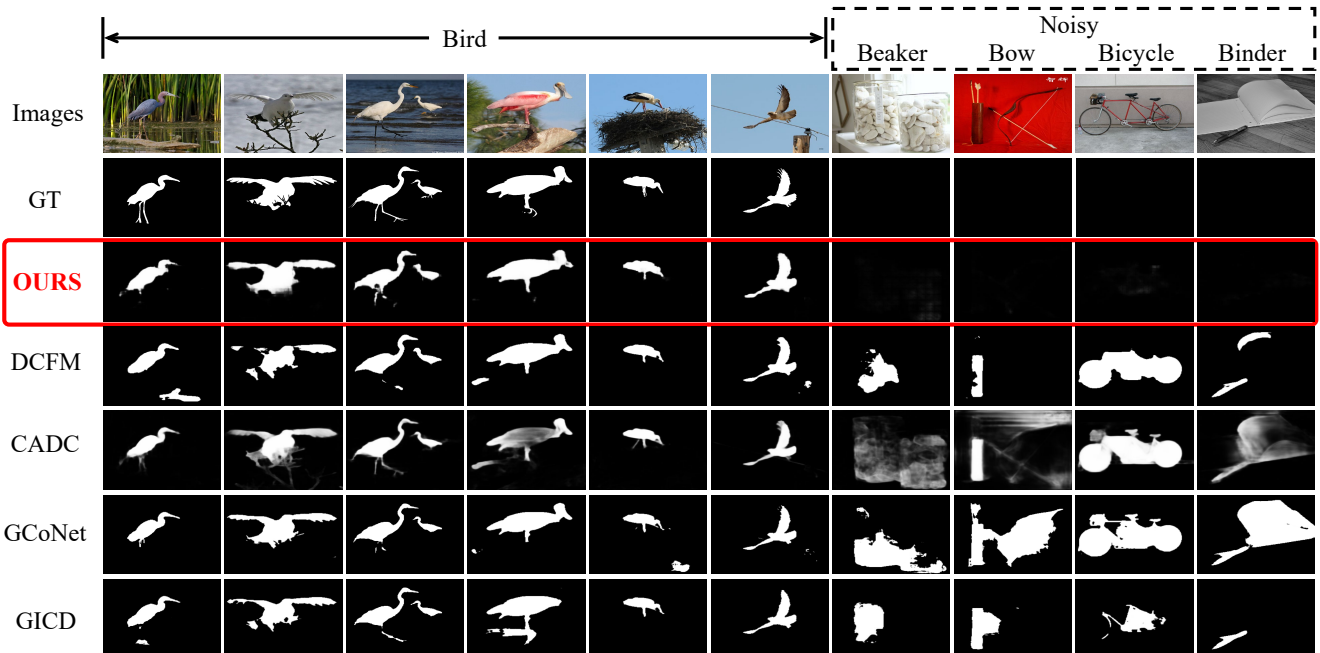 Bird
Noisy
Beaker
Bow
Bicycle
Binder
Images
GT
OURS
DCFM
CADC
GCoNet
GICD